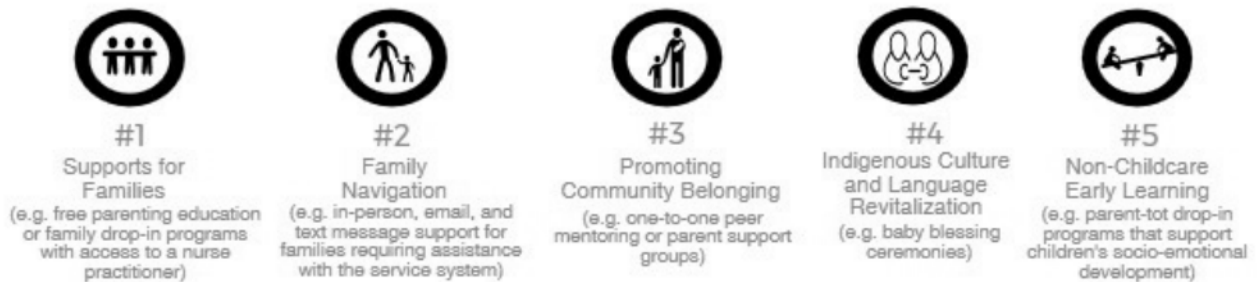 #1
Supports for
Families
(e.g. free parenting education
or family drop-in programs
with access to a nurse
practitioner)
#2
Family
Navigation
(e.g. in-person, email, and
text message support for
families requiring assistance
with the service system)
#3
Promoting
Community Belonging
(e.g. one-to-one peer
mentoring or parent support
groups)
#4
Indigenous Culture
and Language
Revitalization
(e.g. baby blessing
ceremonies)
#5
Non-Childcare
Early Learning
(e.g. parent-tot drop-in
programs that support
children's socio-emotional
development)